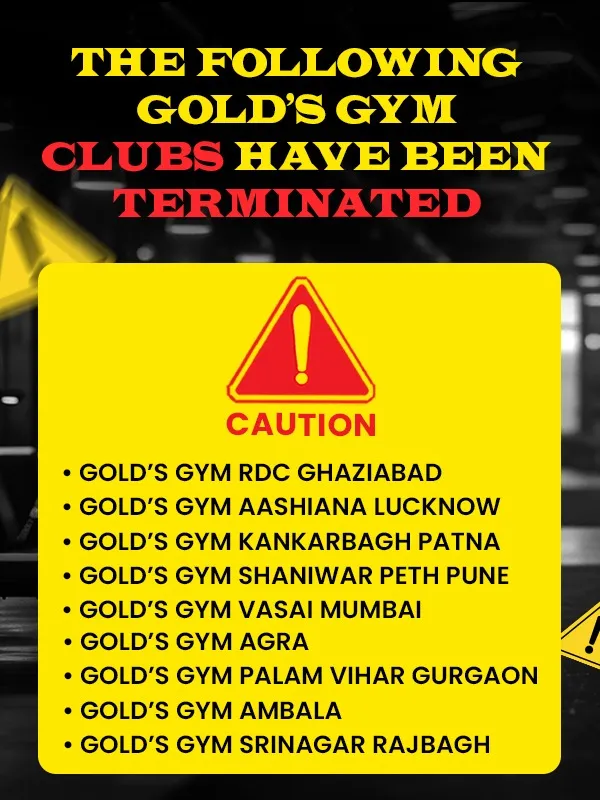 THE FOLLOWING
GOLD'S GYM
CLUBS HAVE BEEN
TERMINATED
CAUTION
• GOLD'S GYM RDC GHAZIABAD
• GOLD'S GYM AASHIANA LUCKNOW
• GOLD'S GYM KANKARBAGH PATNA
• GOLD'S GYM SHANIWAR PETH PUNE
• GOLD'S GYM VASAI MUMBAI
• GOLD'S GYM AGRA
• GOLD'S GYM PALAM VIHAR GURGAON
• GOLD'S GYM AMBALA
• GOLD'S GYM SRINAGAR RAJBAGH